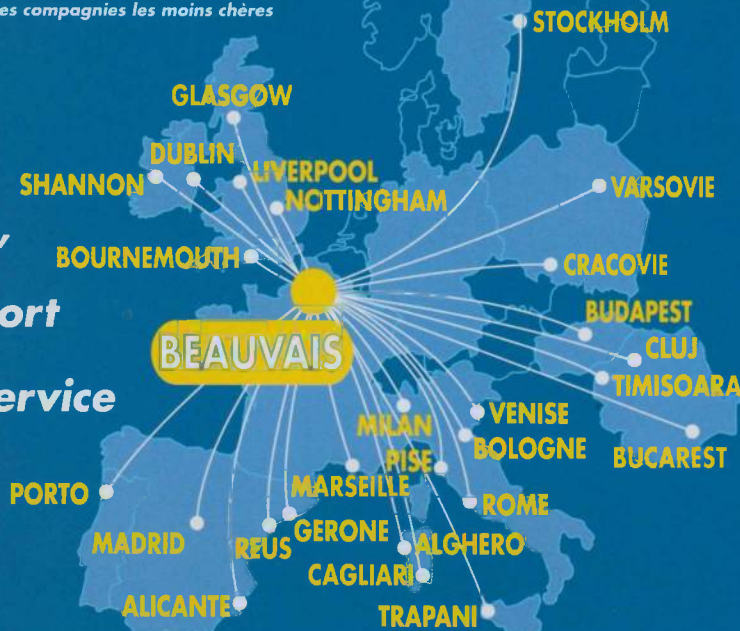 es compagnies les moins chères
STOCKHOLM
GLASGOW
DUBLIN
LIVERPOOL
SHANNON
NOTTINGHAM
VARSOVIE
BOURNEMOUTH
CRACOVIE
ort
BUDAPEST
BEAUVAIS
CLUJ
TIMISOARA
ervice
VENISE
MILAN
BOLOGNE
BUCAREST
PISE
MARSEILLE
PORTO
ROME
GERONE
MADRID
REUS
ALGHERO
CAGLIARI
ALICANTE
TRAPANI